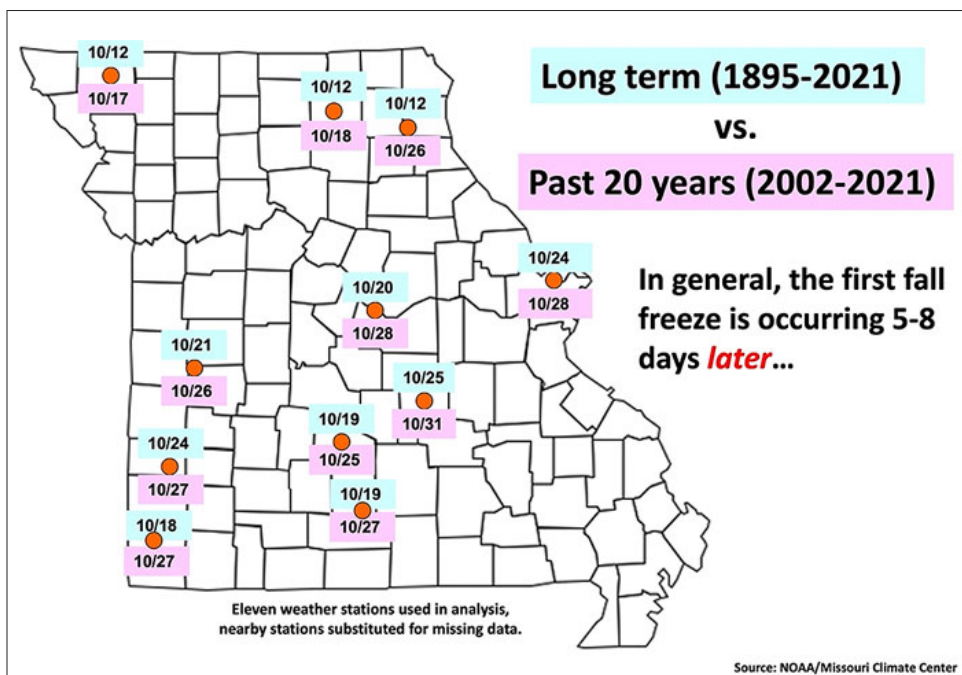 10/12
10/17
10/12
10/18
10/12
10/26
Long term (1895-2021)
vs.
Past 20 years (2002-2021)
10/24
10/28
In general, the first fall
freeze is occurring 5-8
days later…
10/20
10/28
10/21
10/26
10/25
10/31
10/19
10/25
10/24
10/27
10/19
10/27
10/18
10/27
Eleven weather stations used in analysis,
nearby stations substituted for missing data.
Source: NOAA/Missouri Climate Center